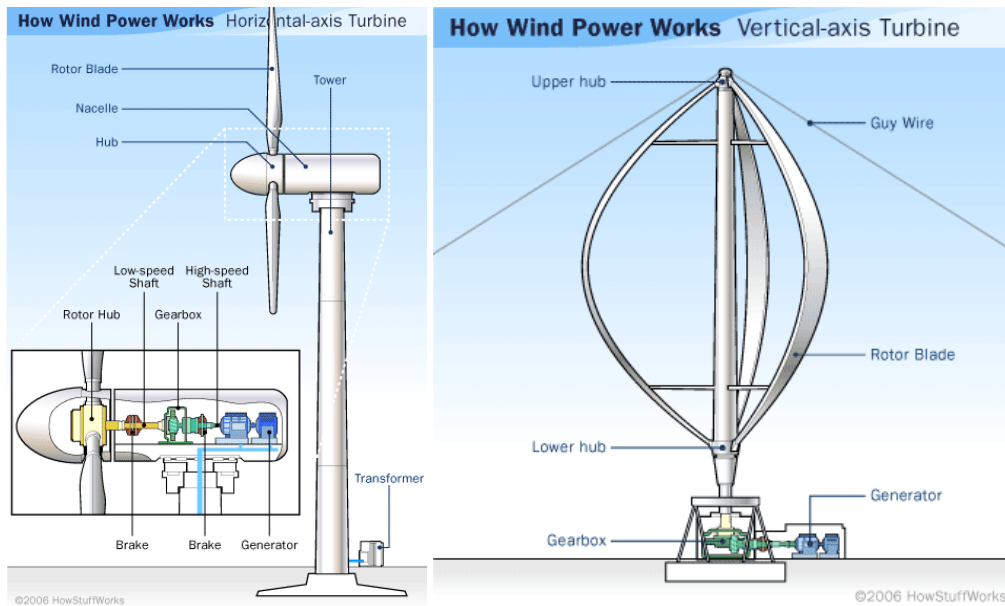 How Wind Power Works Horizontal-axis Turbine
Rotor Blade
Tower
Nacelle
Hub
Low-speed
Shaft
High-speed
Shaft
Rotor Hub
Gearbox
Transformer
Brake
Brake
Generator
©2006 HowStuffWorks
How Wind Power Works Vertical-axis Turbine
Upper hub
Guy Wire
Rotor Blade
Lower hub
Generator
Gearbox
©2006 HowStuffWorks